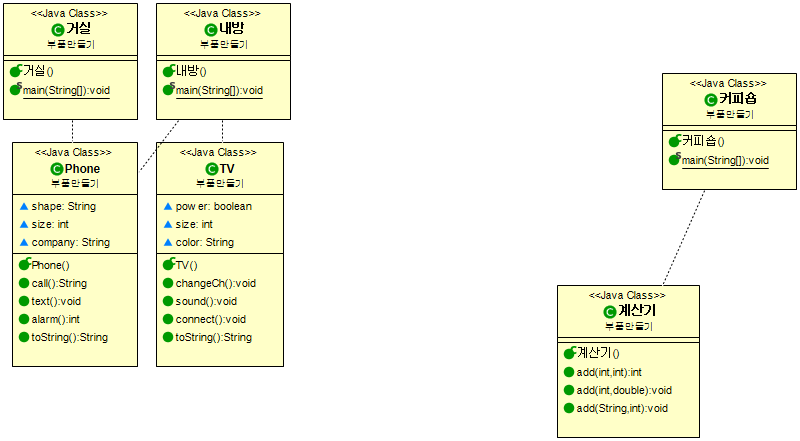 <<Java Class>>
거실
부품만들기
거실()
main(String[]):void
<<Java Class>>
내방
부품만들기
내방()
main(String[]):void
<<Java Class>>
커피숍
부품만들기
커피숍()
main(String[]):void
<<Java Class>>
Phone
부품만들기
shape: String
size: int
company: String
Phone()
call():String
text():void
alarm():int
toString():String
<<Java Class>>
TV
부품만들기
power: boolean
size: int
color: String
TV()
changeCh():void
sound():void
connect():void
toString():String
<<Java Class>>
계산기
부품만들기
계산기()
add(int,int):int
add(int,double):void
add(String,int):void